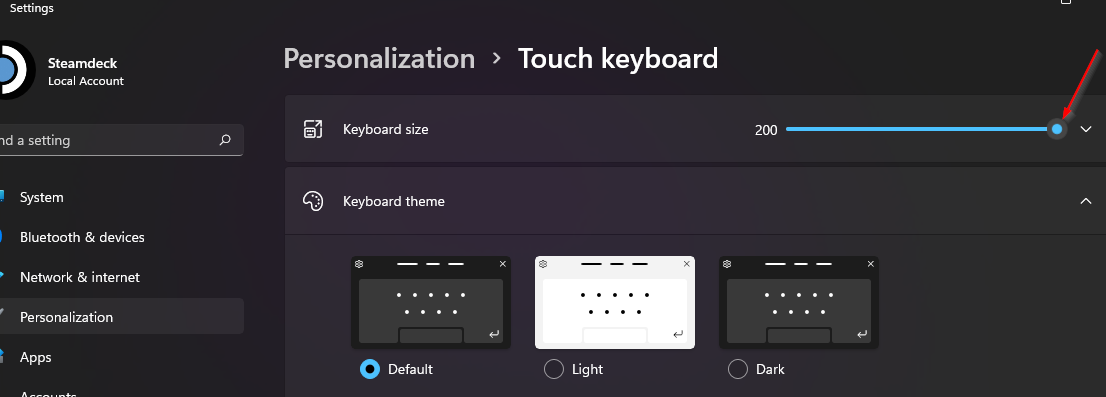 Settings
Steamdeck
Local Account
nd a setting
System
Bluetooth & devices
Network & internet
Personalization
Apps
Accounts
Personalization > Touch keyboard
Keyboard size
200
Keyboard theme
Default
Light
Dark